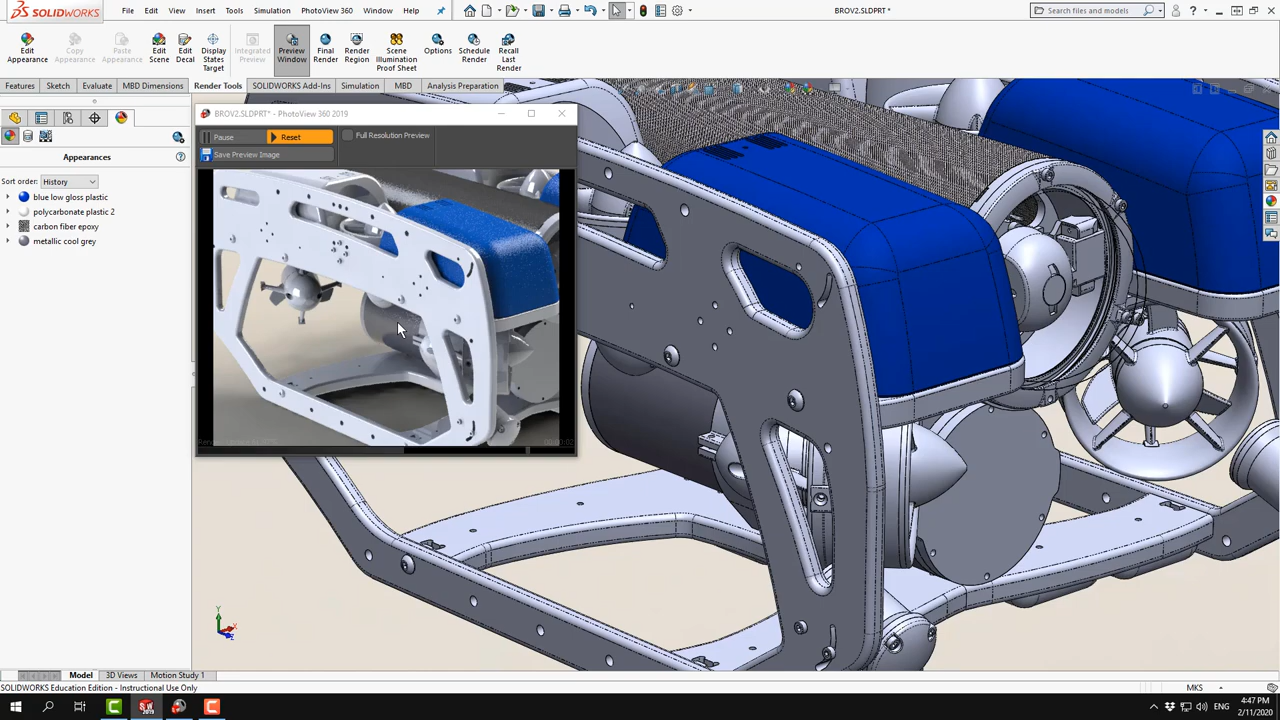 SOLIDWORKS
File Edit View Insert Tools Simulation PhotoView 360 Window Help
BROV2.SLDPRT *
Search files and models
Edit Appearance
Copy Appearance
Paste Appearance
Edit Scene
Edit Decal
Display States Target
Integrated Preview
Preview Window
Final Render
Render Region
Scene Illumination Proof Sheet
Options
Schedule Render
Recall Last Render
Features Sketch Evaluate MBD Dimensions Render Tools SOLIDWORKS Add-Ins Simulation MBD Analysis Preparation
BROV2.SLDPRT* - PhotoView 360 2019
Pause Reset Full Resolution Preview
Save Preview Image
Appearances
Sort order: History
blue low gloss plastic
polycarbonate plastic 2
carbon fiber epoxy
metallic cool grey
Y
X
Z
Model 3D Views Motion Study 1
SOLIDWORKS Education Edition - Instructional Use Only
MKS
ENG
4:47 PM
2/11/2020